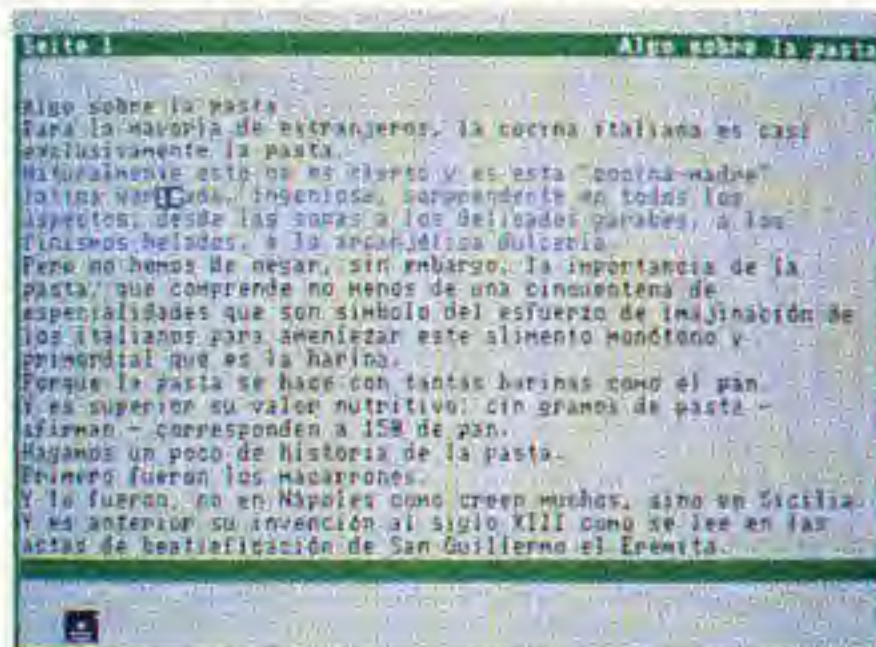 Seite 1 Algo sobre la pasta
Algo sobre la pasta
Para la mayoría de extranjeros, la cocina italiana es casi
exclusivamente la pasta.
Naturalmente esto no es cierto y es esta "cocina-madre"
latina variada, ingeniosa, sorprendente en todos los
aspectos, desde las sopas a los delicados a los
helados, a la dulcería.
Pero no hemos de negar, sin embargo, la importancia de la
pasta, que comprende no menos de una cincuentena de
especialidades que son símbolo del esfuerzo de imajinación de
los italianos para amenizar este alimento monótono y
primordial que es la harina.
Porque la pasta se hace con tantas harinas como el pan.
Y es superior su valor nutritivo: cin gramos de pasta -
afirman - corresponden a 150 de pan.
Hagamos un poco de historia de la pasta.
Primero fueron los macarrones.
Y lo fueron, no en Nápoles como creen muchos, sino en Sicilia.
Y es anterior su invención al siglo XIII como se lee en las
actas de de San Guillermo el Eremita.